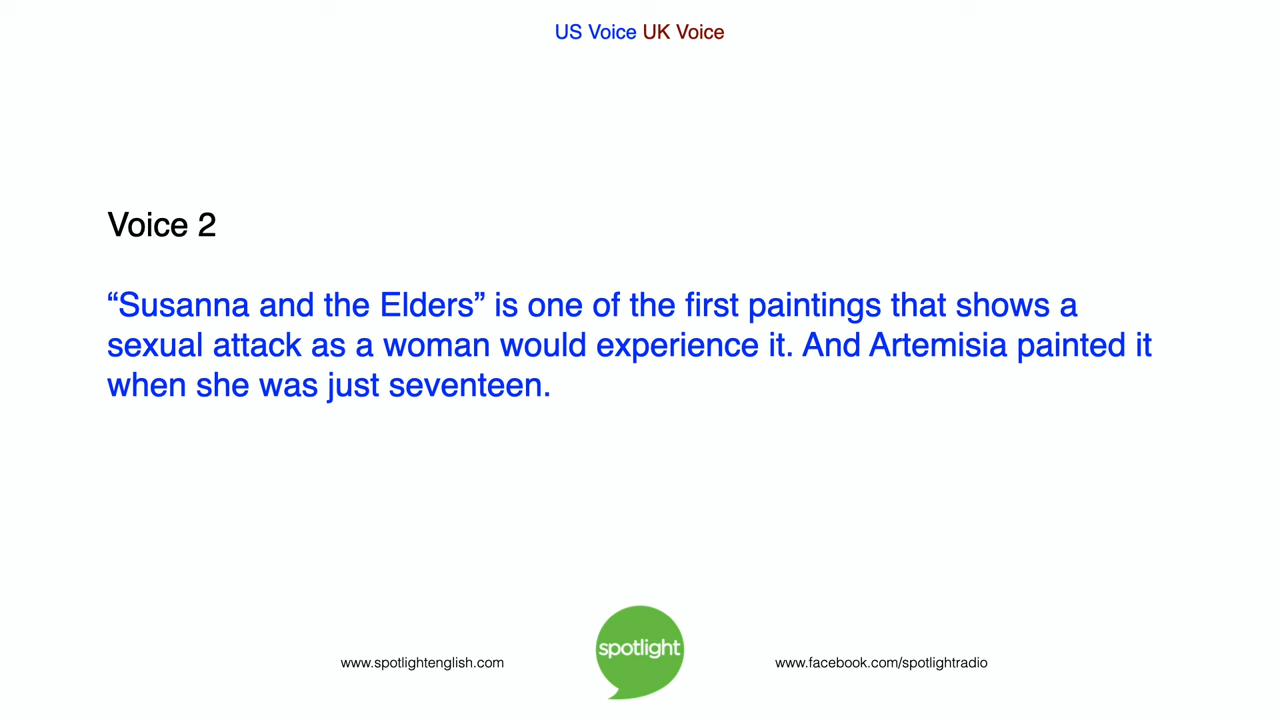 US Voice UK Voice
Voice 2
“Susanna and the Elders” is one of the first paintings that shows a
sexual attack as a woman would experience it. And Artemisia painted it
when she was just seventeen.
www.spotlightenglish.com
spotlight
www.facebook.com/spotlightradio